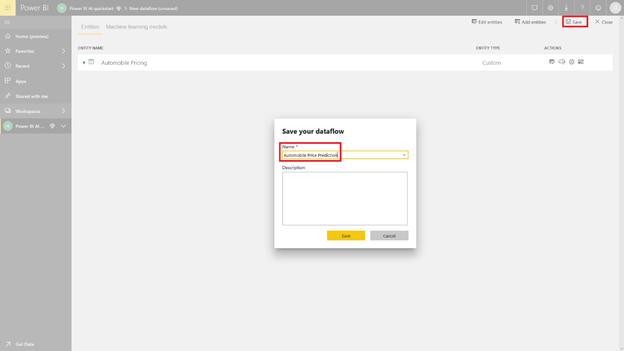 Power BI
Power BI AI quickstart
New dataflow (unsaved)
Edit entities
Add entities
Save
Close
Entities
Machine learning models
ENTITY NAME
ENTITY TYPE
ACTIONS
Automobile Pricing
Custom
Home (preview)
Favorites
Recent
Apps
Shared with me
Workspaces
Power BI AI ...
Save your dataflow
Name *
Automobile Price Prediction
Description
Save
Cancel
Get Data